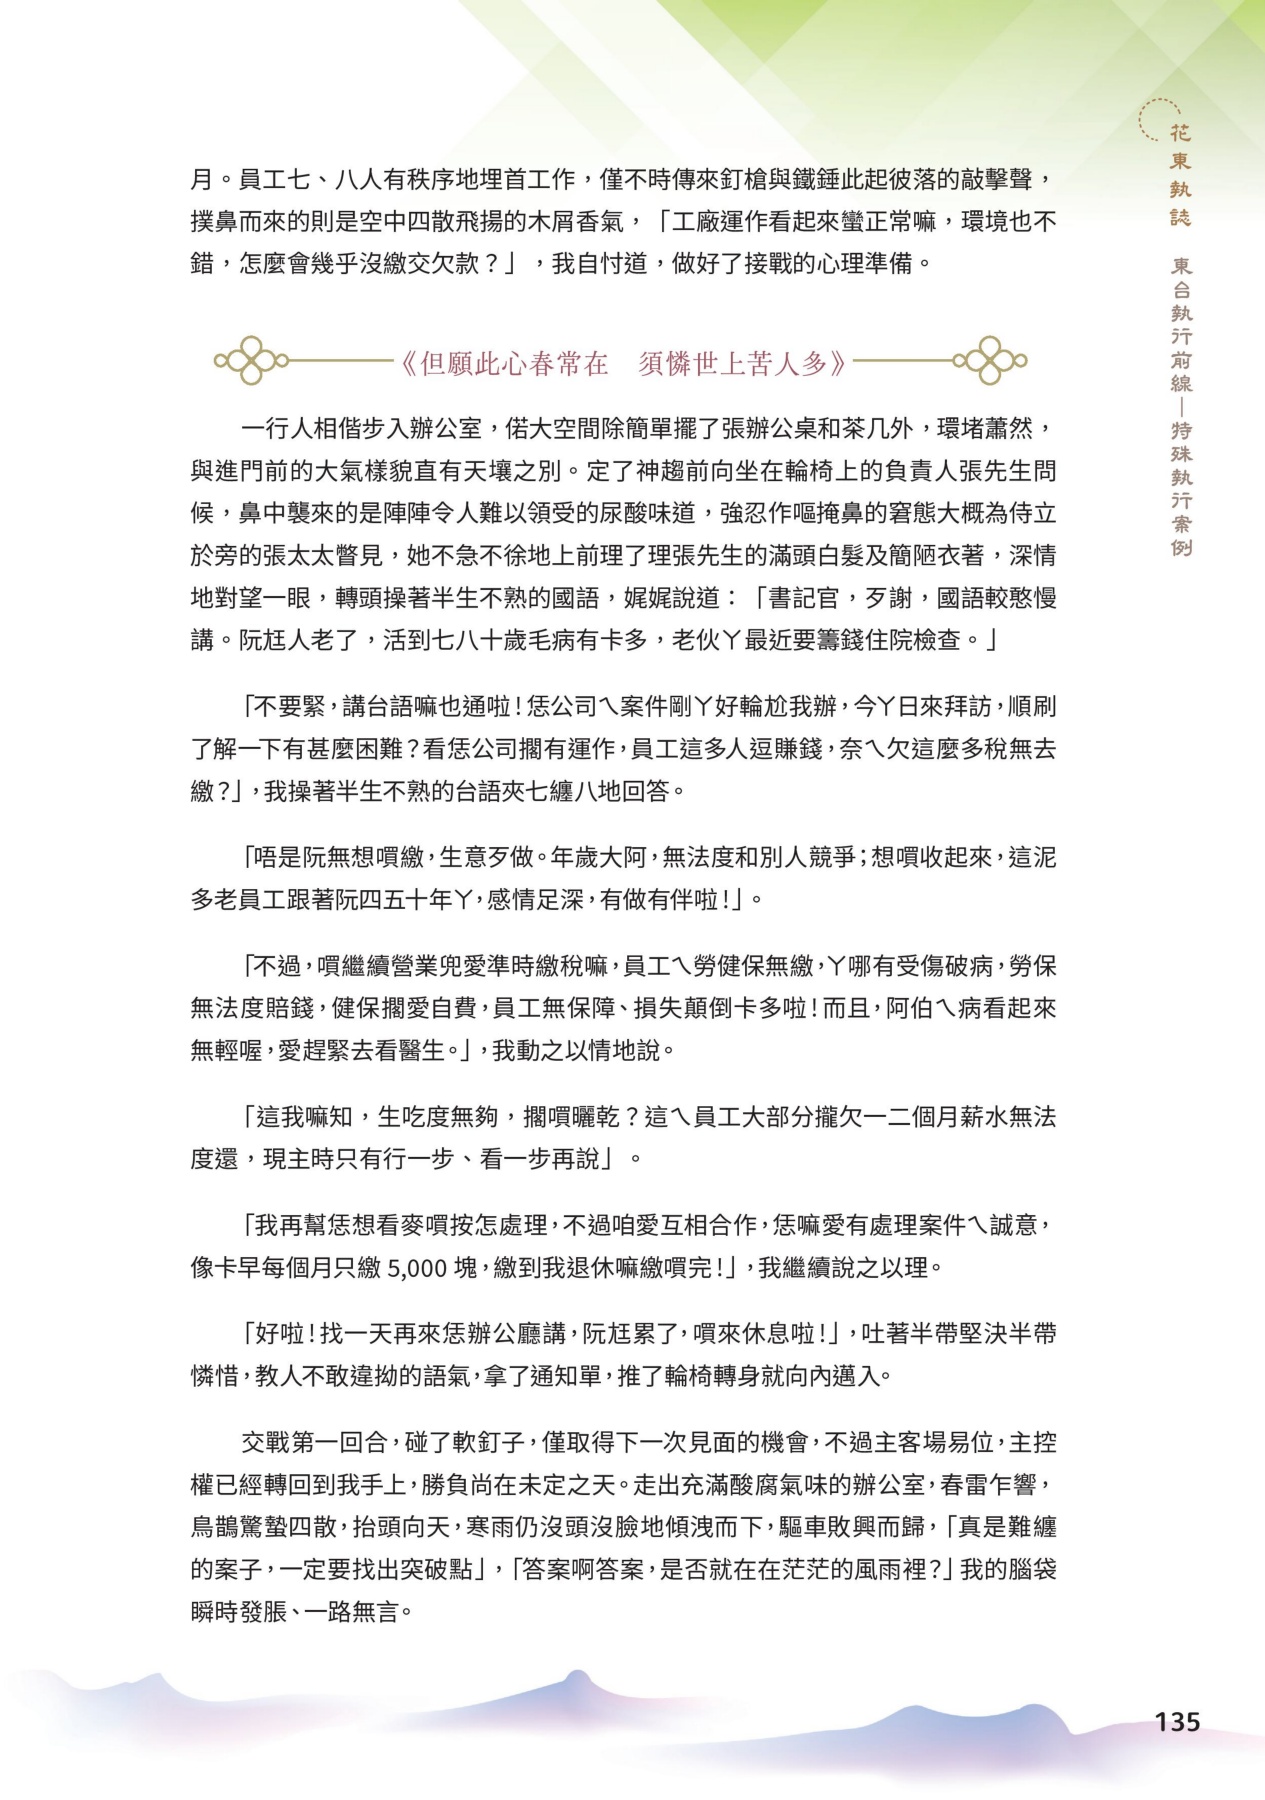 花東執誌　東台執行前線—特殊執行案例
月。員工七、八人有秩序地埋首工作，僅不時傳來釘槍與鐵錘此起彼落的敲擊聲，
撲鼻而來的則是空中四散飛揚的木屑香氣，「工廠運作看起來蠻正常嘛，環境也不
錯，怎麼會幾乎沒繳交欠款？」，我自忖道，做好了接戰的心理準備。
《但願此心春常在　須憐世上苦人多》
一行人相偕步入辦公室，偌大空間除簡單擺了張辦公桌和茶几外，環堵蕭然，
與進門前的大氣樣貌直有天壤之別。定了神趨前向坐在輪椅上的負責人張先生問
候，鼻中襲來的是陣陣令人難以領受的尿酸味道，強忍作嘔掩鼻的窘態大概為侍立
於旁的張太太瞥見，她不急不徐地上前理了理張先生的滿頭白髮及簡陋衣著，深情
地對望一眼，轉頭操著半生不熟的國語，娓娓說道：「書記官，歹謝，國語較憨慢
講。阮尪人老了，活到七八十歲毛病有卡多，老伙ㄚ最近要籌錢住院檢查。」
「不要緊，講台語嘛也通啦！恁公司ㄟ案件剛ㄚ好輪尬我辦，今ㄚ日來拜訪，順刷
了解一下有甚麼困難？看恁公司擱有運作，員工這多人逗賺錢，奈ㄟ欠這麼多稅無去
繳？」，我操著半生不熟的台語夾七纏八地回答。
「唔是阮無想嘪繳，生意歹做。年歲大阿，無法度和別人競爭；想嘪收起來，這泥
多老員工跟著阮四五十年ㄚ，感情足深，有做有伴啦！」。
「不過，嘪繼續營業兜愛準時繳稅嘛，員工ㄟ勞健保無繳，ㄚ哪有受傷破病，勞保
無法度賠錢，健保擱愛自費，員工無保障、損失顛倒卡多啦！而且，阿伯ㄟ病看起來
無輕喔，愛趕緊去看醫生。」，我動之以情地說。
「這我嘛知，生吃度無夠，擱嘪曬乾？這ㄟ員工大部分攏欠一二個月薪水無法
度還，現主時只有行一步、看一步再說」。
「我再幫恁想看麥嘪按怎處理，不過咱愛互相合作，恁嘛愛有處理案件ㄟ誠意，
像卡早每個月只繳 5,000 塊，繳到我退休嘛繳嘪完！」，我繼續說之以理。
「好啦！找一天再來恁辦公廳講，阮尪累了，嘪來休息啦！」，吐著半帶堅決半帶
憐惜，教人不敢違拗的語氣，拿了通知單，推了輪椅轉身就向內邁入。
交戰第一回合，碰了軟釘子，僅取得下一次見面的機會，不過主客場易位，主控
權已經轉回到我手上，勝負尚在未定之天。走出充滿酸腐氣味的辦公室，春雷乍響，
鳥鵲驚蟄四散，抬頭向天，寒雨仍沒頭沒臉地傾洩而下，驅車敗興而歸，「真是難纏
的案子，一定要找出突破點」，「答案啊答案，是否就在在茫茫的風雨裡？」我的腦袋
瞬時發脹、一路無言。
135